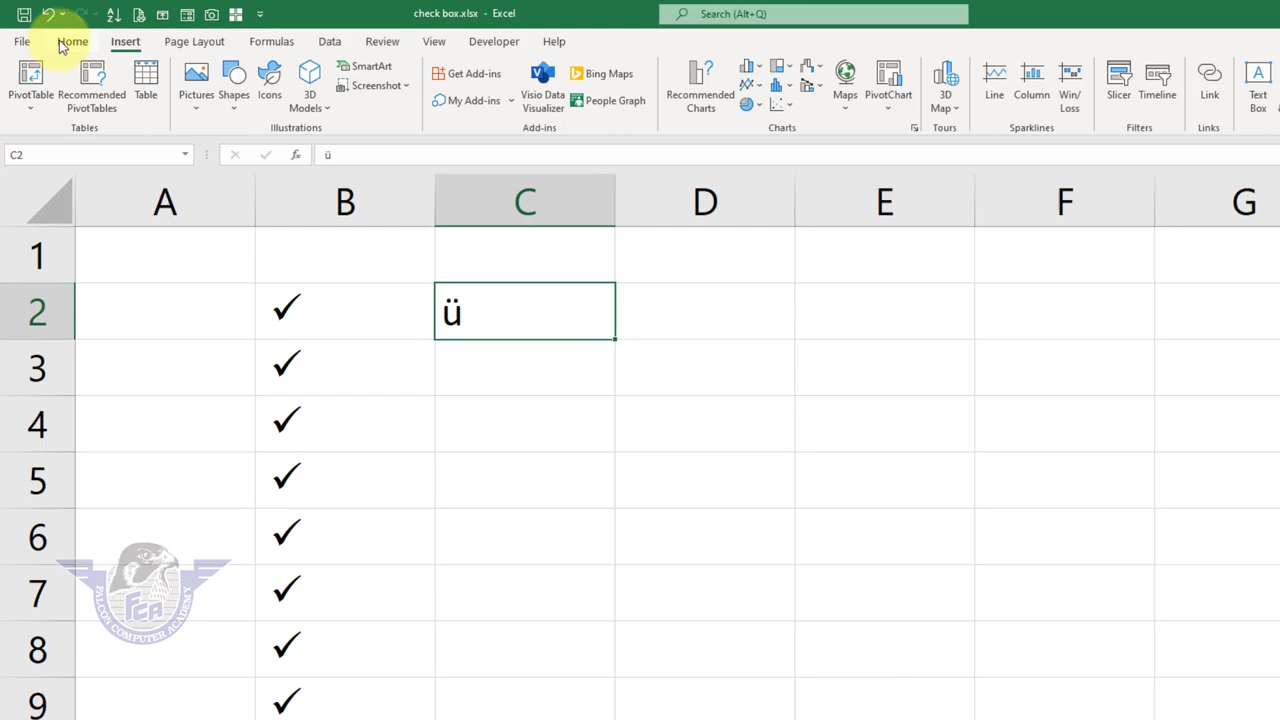 check box.xlsx - Excel
Search (Alt+Q)
File Home Insert Page Layout Formulas Data Review View Developer Help
PivotTable
Recommended PivotTables
Table
Tables
Pictures
Shapes
Icons
3D Models
SmartArt
Screenshot
Illustrations
Get Add-ins
My Add-ins
Visio Data Visualizer
Bing Maps
People Graph
Add-ins
Recommended Charts
Maps
PivotChart
Charts
3D Map
Tours
Line
Column
Win/ Loss
Sparklines
Slicer
Timeline
Filters
Link
Links
Text Box
C2
fx
ü
A B C D E F G
1
2 ✓ ü
3 ✓
4 ✓
5 ✓
6 ✓
7 ✓
8 ✓
9 ✓
FCA
FALCON COMPUTER ACADEMY